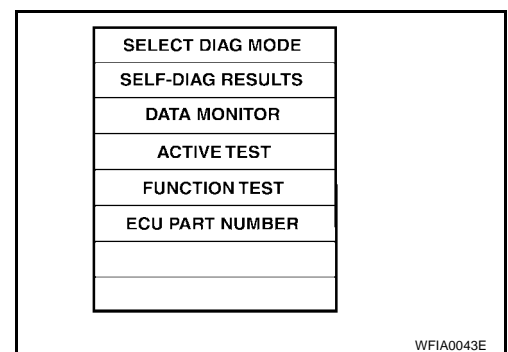 SELECT DIAG MODE
SELF-DIAG RESULTS
DATA MONITOR
ACTIVE TEST
FUNCTION TEST
ECU PART NUMBER
WFIA0043E